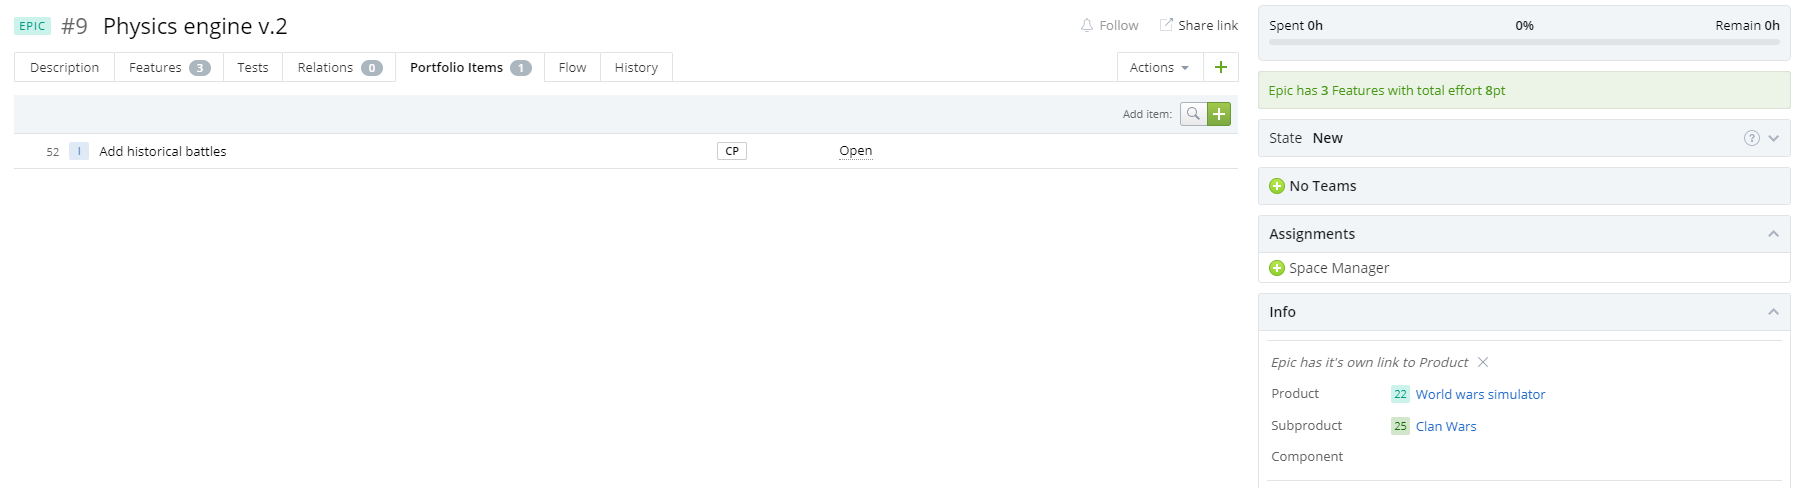 EPIC #9 Physics engine v.2
Follow Share link
Description Features 3 Tests Relations 0 Portfolio Items 1 Flow History Actions
Add item:
52 I Add historical battles CP Open
Spent 0h 0% Remain 0h
Epic has 3 Features with total effort 8pt
State New ?
No Teams
Assignments
Space Manager
Info
Epic has it's own link to Product
Product 22 World wars simulator
Subproduct 25 Clan Wars
Component